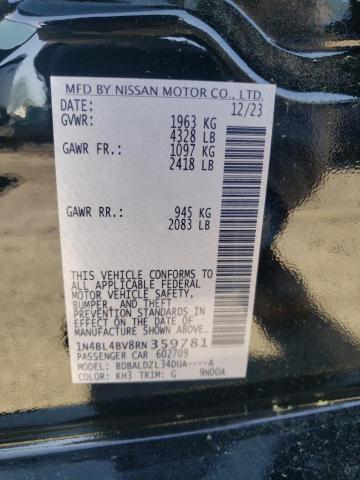 MFD BY NISSAN MOTOR CO., LTD.
DATE: 12/23
GVWR: 1963 KG
4328 LB
GAWR FR.: 1097 KG
2418 LB
GAWR RR.: 945 KG
2083 LB
THIS VEHICLE CONFORMS TO
ALL APPLICABLE FEDERAL
MOTOR VEHICLE SAFETY,
BUMPER, AND THEFT
PREVENTION STANDARDS IN
EFFECT ON THE DATE OF
MANUFACTURE SHOWN ABOVE.
1N4BL4BV8RN359781
PASSENGER CAR 602709
MODEL: BDBALDZL34DUA----A
COLOR: KH3 TRIM: G 9N00A